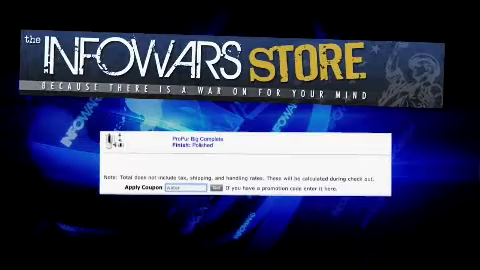 the INFOWARS STORE
BECAUSE THERE IS A WAR ON FOR YOUR MIND
ProPur Big Complete
Finish: Polished
Note: Total does not include tax, shipping, and handling rates. These will be calculated during check out.
Apply Coupon water If you have a promotion code enter it here.
INFOWARS